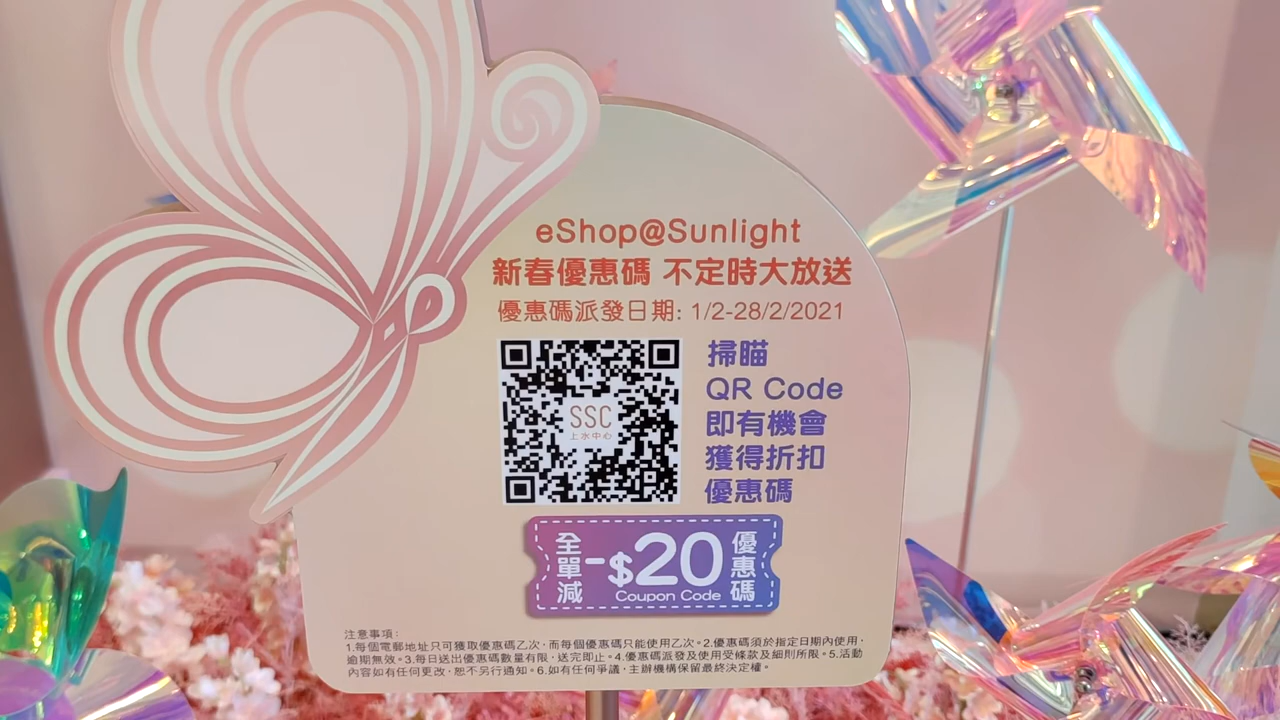 eShop@Sunlight
新春優惠碼 不定時大放送
優惠碼派發日期: 1/2-28/2/2021
SSC
上水中心
掃瞄
QR Code
即有機會
獲得折扣
優惠碼
全單減
-$20
Coupon Code
優惠碼
注意事項:
1.每個電郵地址只可獲取優惠碼乙次，而每個優惠碼只能使用乙次。2.優惠碼須於指定日期內使用，
逾期無效。3.每日送出優惠碼數量有限，送完即止。4.優惠碼派發及使用受條款及細則所限。5.活動
內容如有任何更改，恕不另行通知。6.如有任何爭議，主辦機構保留最終決定權。